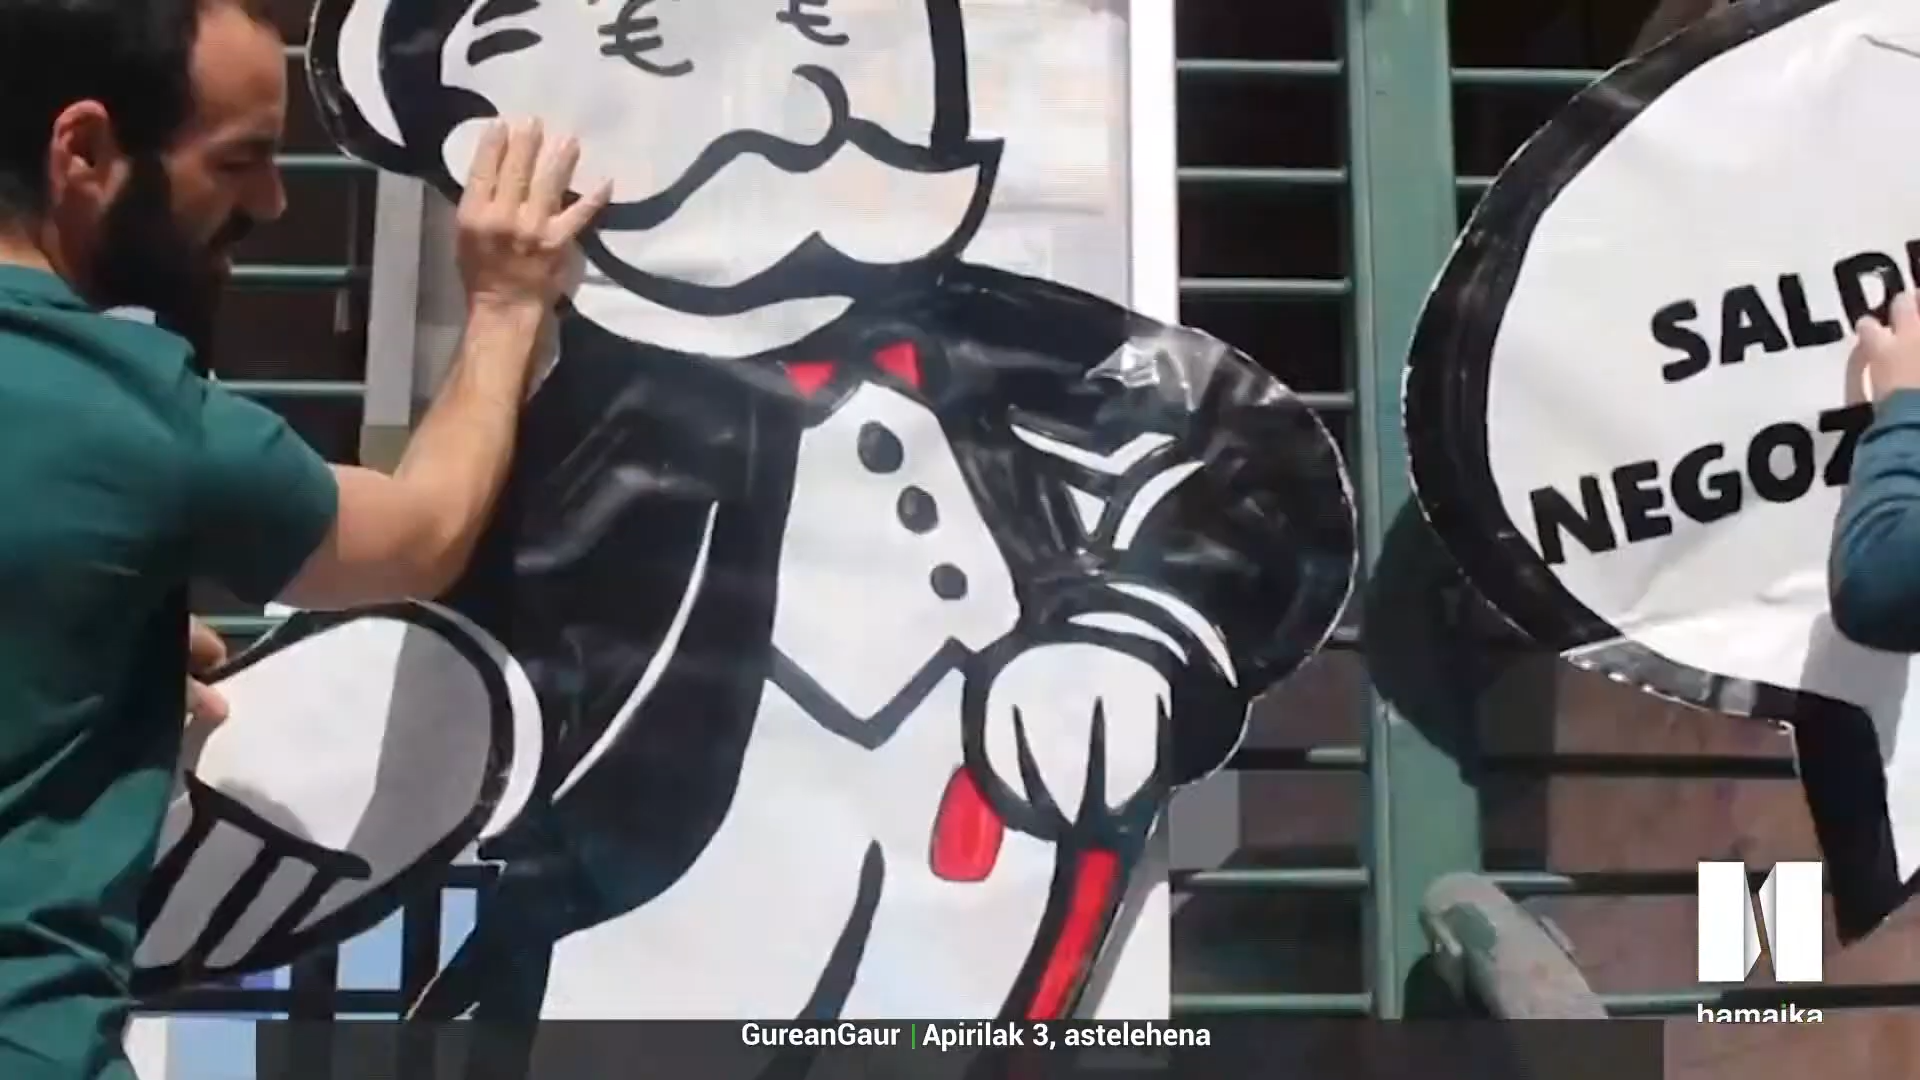 € €
SALD
NEGOZ
hamaika
GureanGaur | Apirilak 3, astelehena